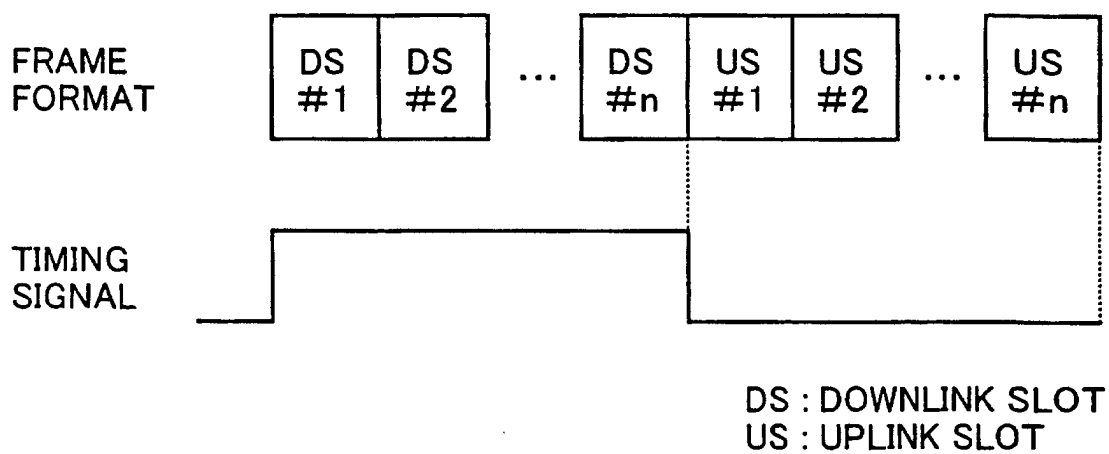 FRAME
FORMAT
DS #1
DS #2
...
DS #n
US #1
US #2
...
US #n
TIMING
SIGNAL
DS : DOWNLINK SLOT
US : UPLINK SLOT